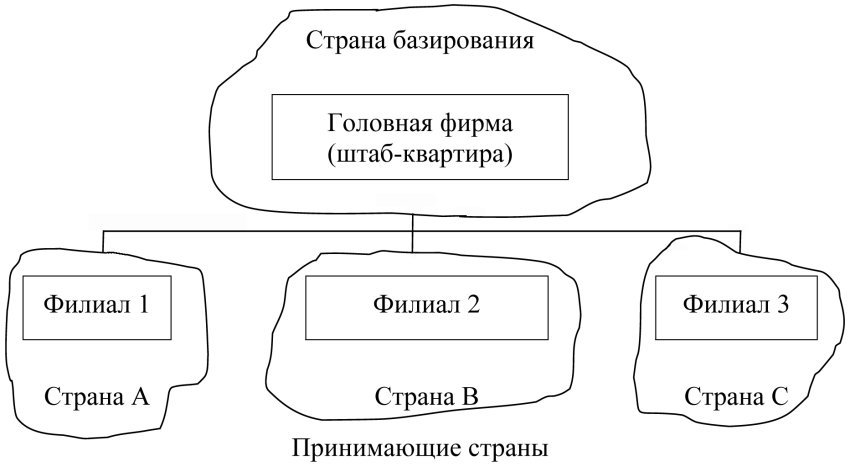 Страна базирования
Головная фирма
(штаб-квартира)
Филиал 1
Филиал 2
Филиал 3
Страна А
Страна В
Страна С
Принимающие страны